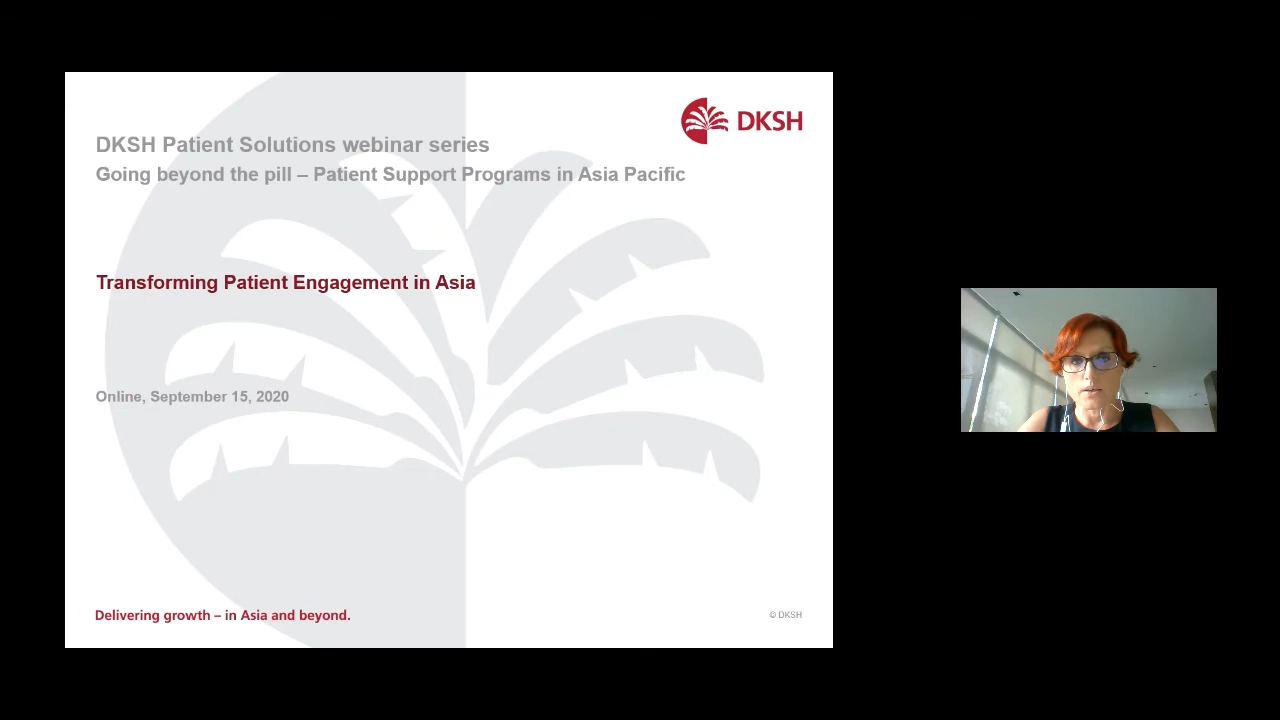 DKSH
DKSH Patient Solutions webinar series
Going beyond the pill – Patient Support Programs in Asia Pacific
Transforming Patient Engagement in Asia
Online, September 15, 2020
Delivering growth – in Asia and beyond.
© DKSH